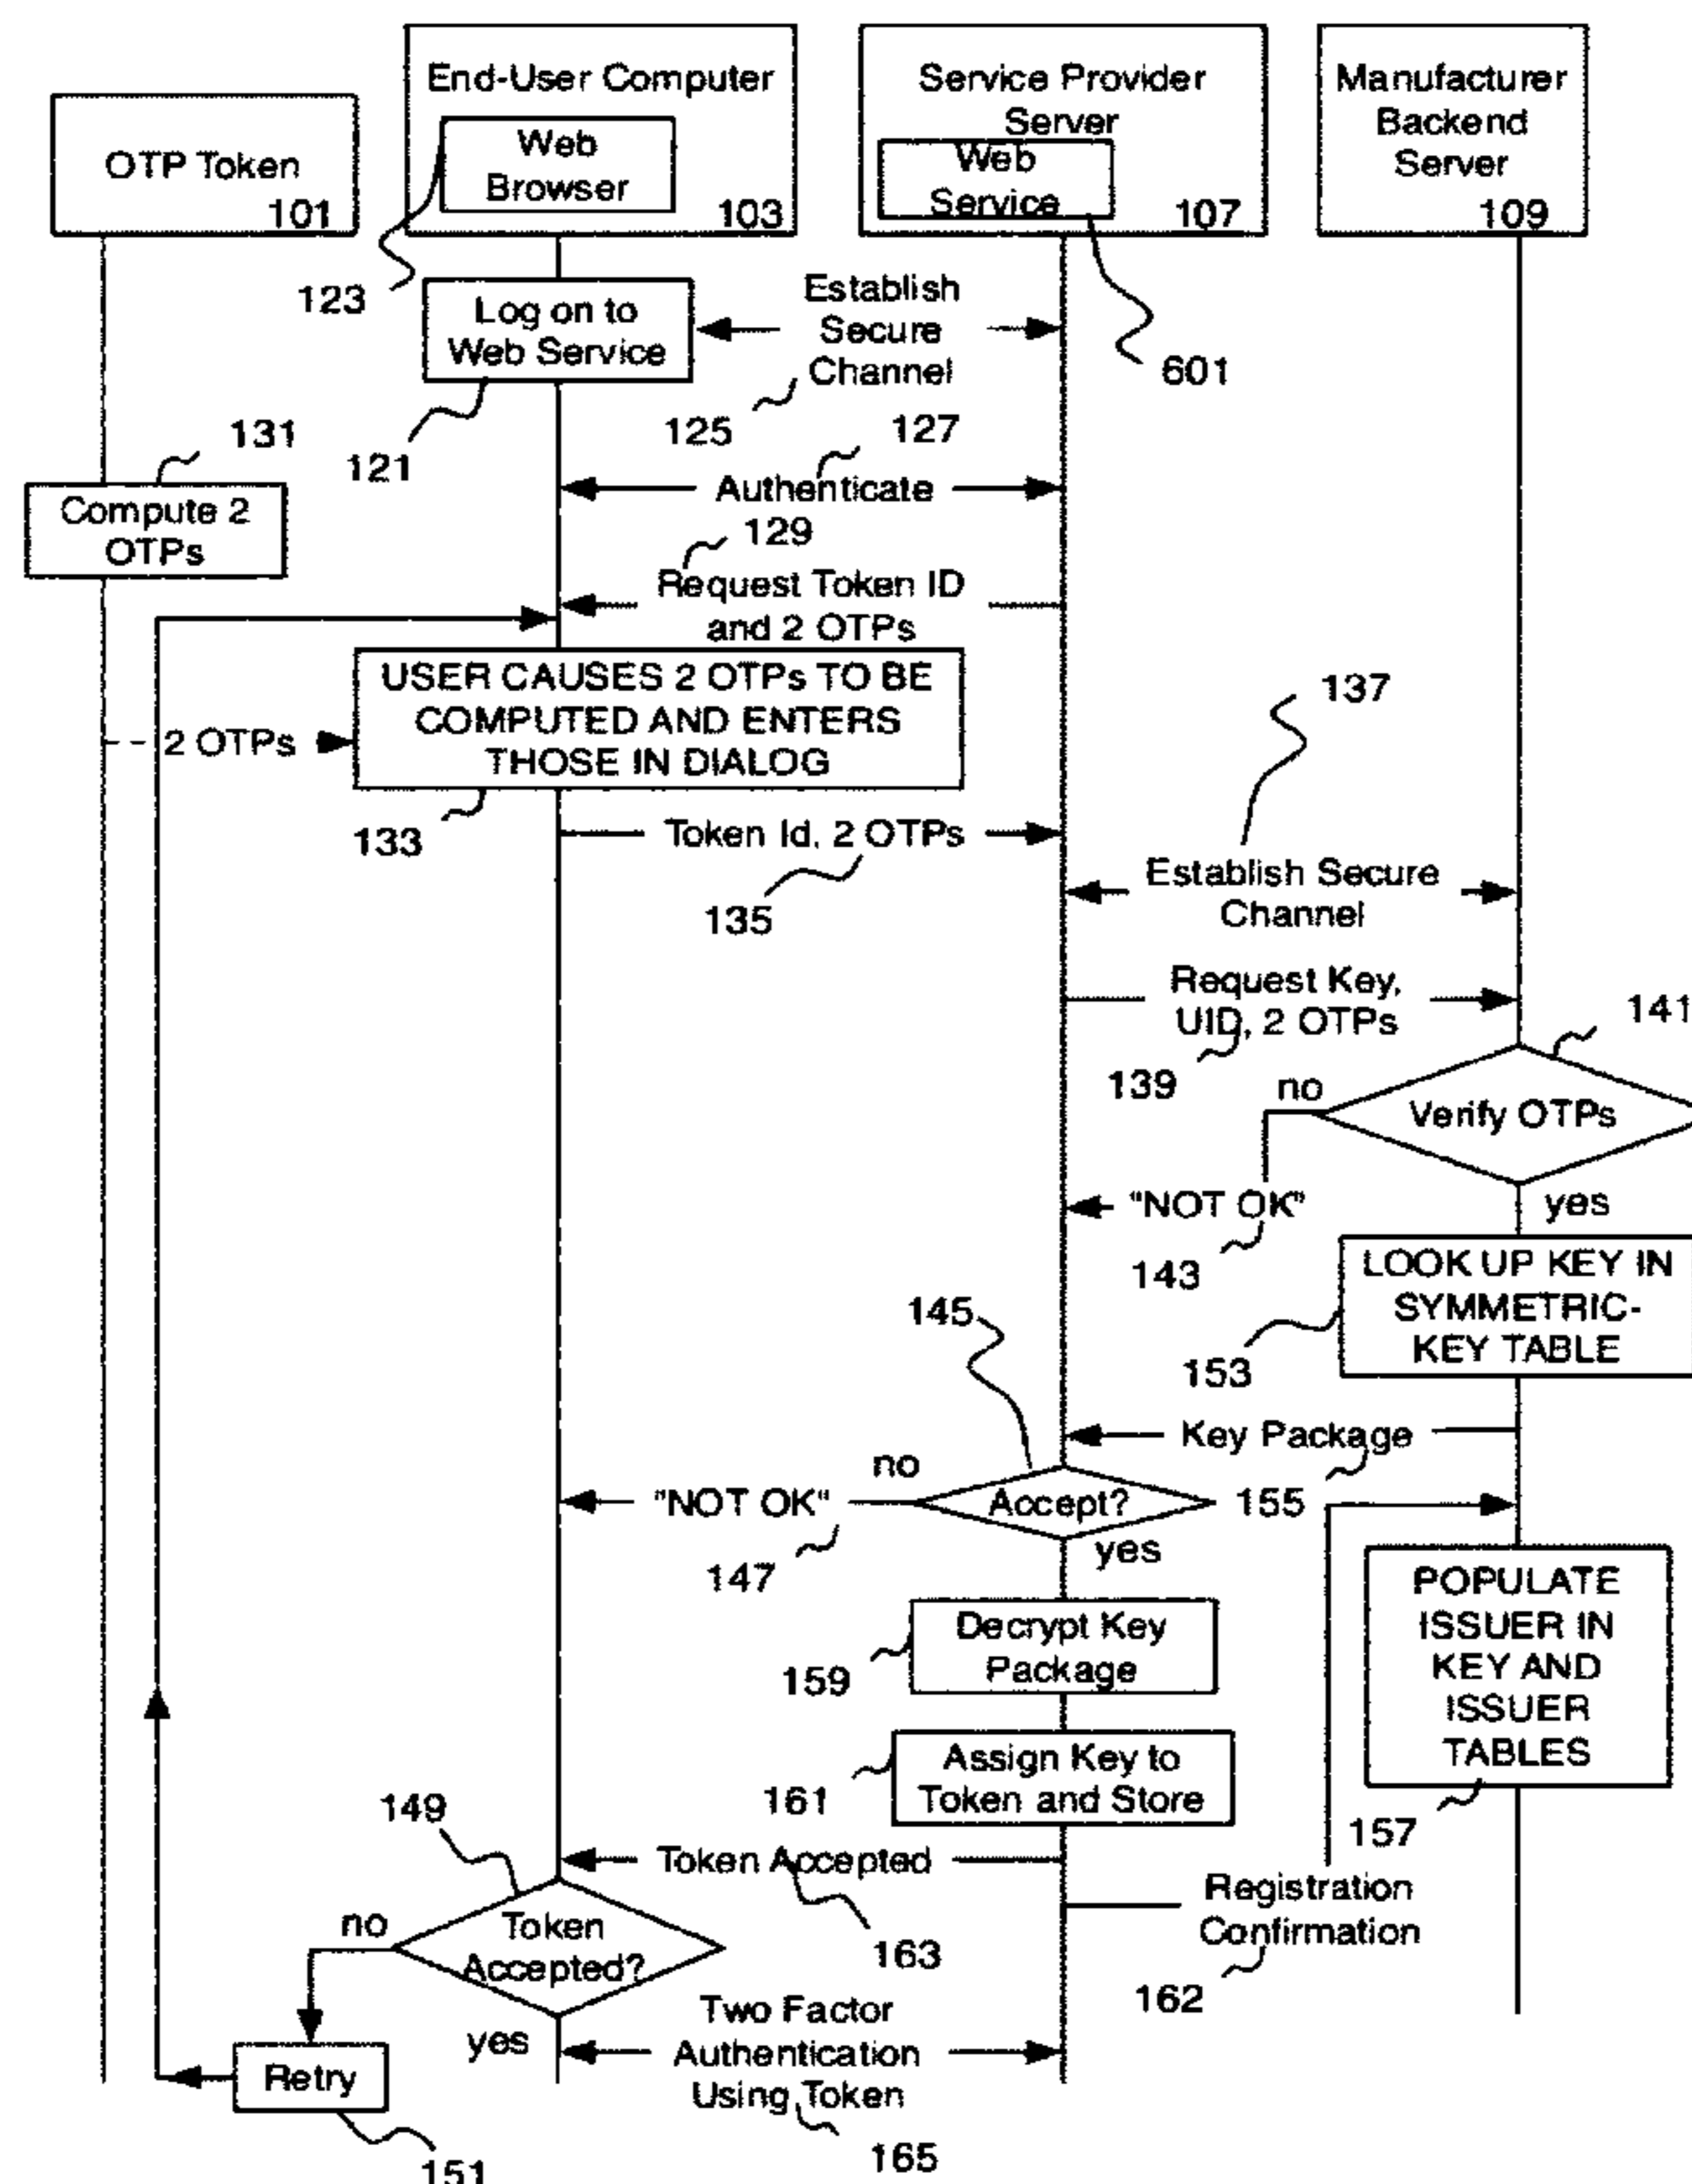 OTP Token
101
End-User Computer
Web
Browser
103
Service Provider
Server
Web
Service
107
Manufacturer
Backend
Server
109
123
Log on to
Web Service
Establish
Secure
Channel
601
125
127
131
121
Authenticate
Compute 2
OTPs
129
Request Token ID
and 2 OTPs
USER CAUSES 2 OTPs TO BE
COMPUTED AND ENTERS
THOSE IN DIALOG
2 OTPs
137
133
Token Id, 2 OTPs
135
Establish Secure
Channel
Request Key,
UID, 2 OTPs
141
139
no
Verify OTPs
"NOT OK"
yes
143
LOOK UP KEY IN
SYMMETRIC-
KEY TABLE
145
153
Key Package
no
"NOT OK"
Accept?
155
147
yes
Decrypt Key
Package
159
POPULATE
ISSUER IN
KEY AND
ISSUER
TABLES
Assign Key to
Token and Store
161
149
157
Token Accepted
Registration
Confirmation
no
Token
Accepted?
163
162
yes
Two Factor
Authentication
Using Token
Retry
165
151